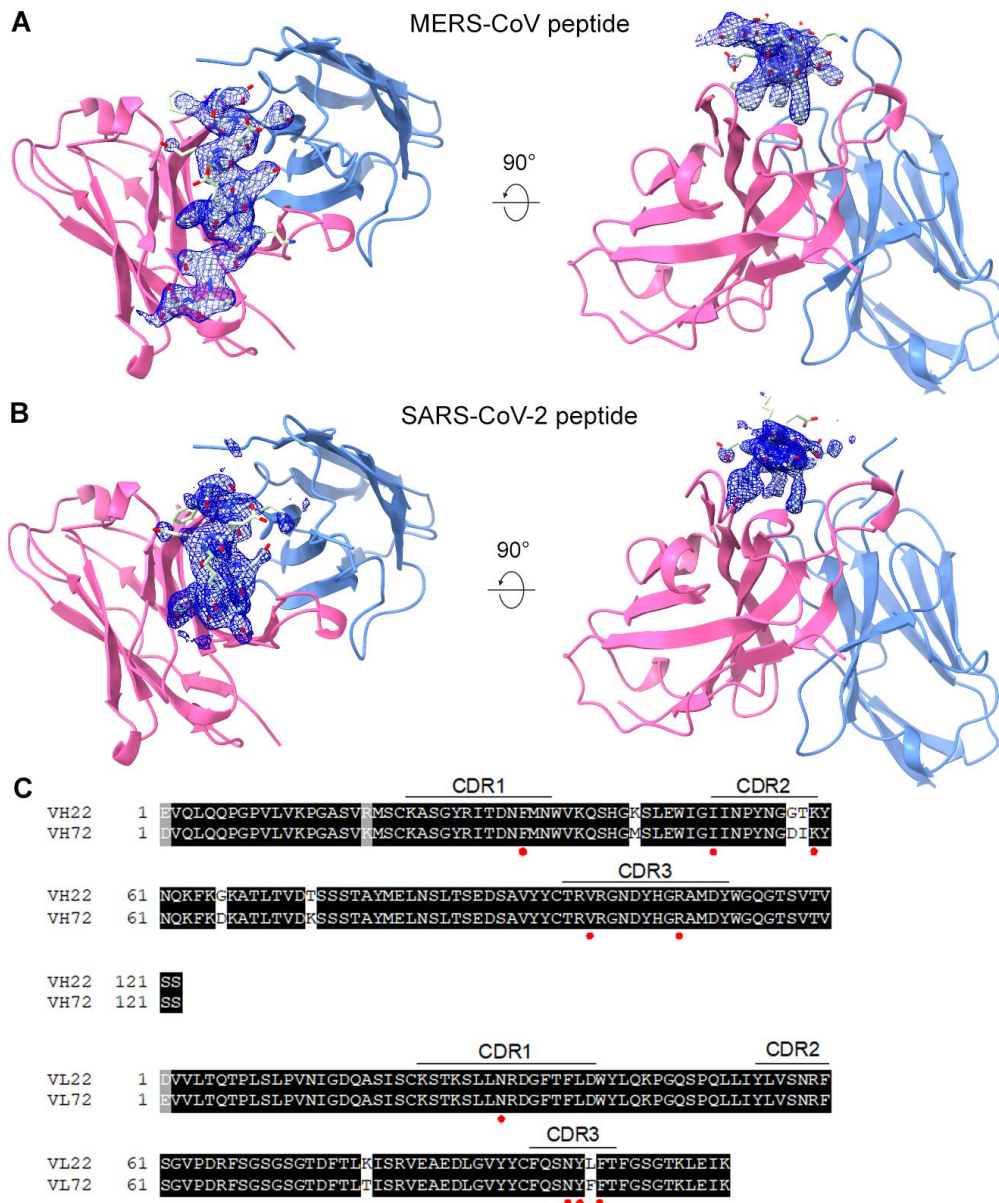 A
MERS-CoV peptide
90°
B
SARS-CoV-2 peptide
90°
C
CDR1 CDR2
VH22 1 EVQLQQPGPVLVKPGASVRMSCKASGYRITDNFMNWVKQSHGKSLEWIGIINPYNGGTKY
VH72 1 DVQLQQPGPVLVKPGASVKMSCKASGYRITDNFMNWVKQSHGMSLEWIGIINPYNGDIKY
CDR3
VH22 61 NQKFKGKATLTVDTSSSTAYMELNSLTSEDSAVYYCTRVRGNDYHGRAMDYWGQGTSVTV
VH72 61 NQKFKDKATLTVDKSSSTAYMELNSLTSEDSAVYYCTRVRGNDYHGRAMDYWGQGTSVTV
VH22 121 SS
VH72 121 SS
CDR1 CDR2
VL22 1 DVVLTQTPLSLPVNIGDQASISCKSTKSLLNRDGFTFLDWYLQKPGQSPQLLIYLVSNRF
VL72 1 EVVLTQTPLSLPVNIGDQASISCKSTKSLLNRDGFTFLDWYLQKPGQSPQLLIYLVSNRF
CDR3
VL22 61 SGVPDRFSGSGSGTDFTLKISRVEAEDLGVYYCFQSNYLFTFGSGTKLEIK
VL72 61 SGVPDRFSGSGSGTDFTLTISRVEAEDLGVYYCFQSNYFFTFGSGTKLEIK